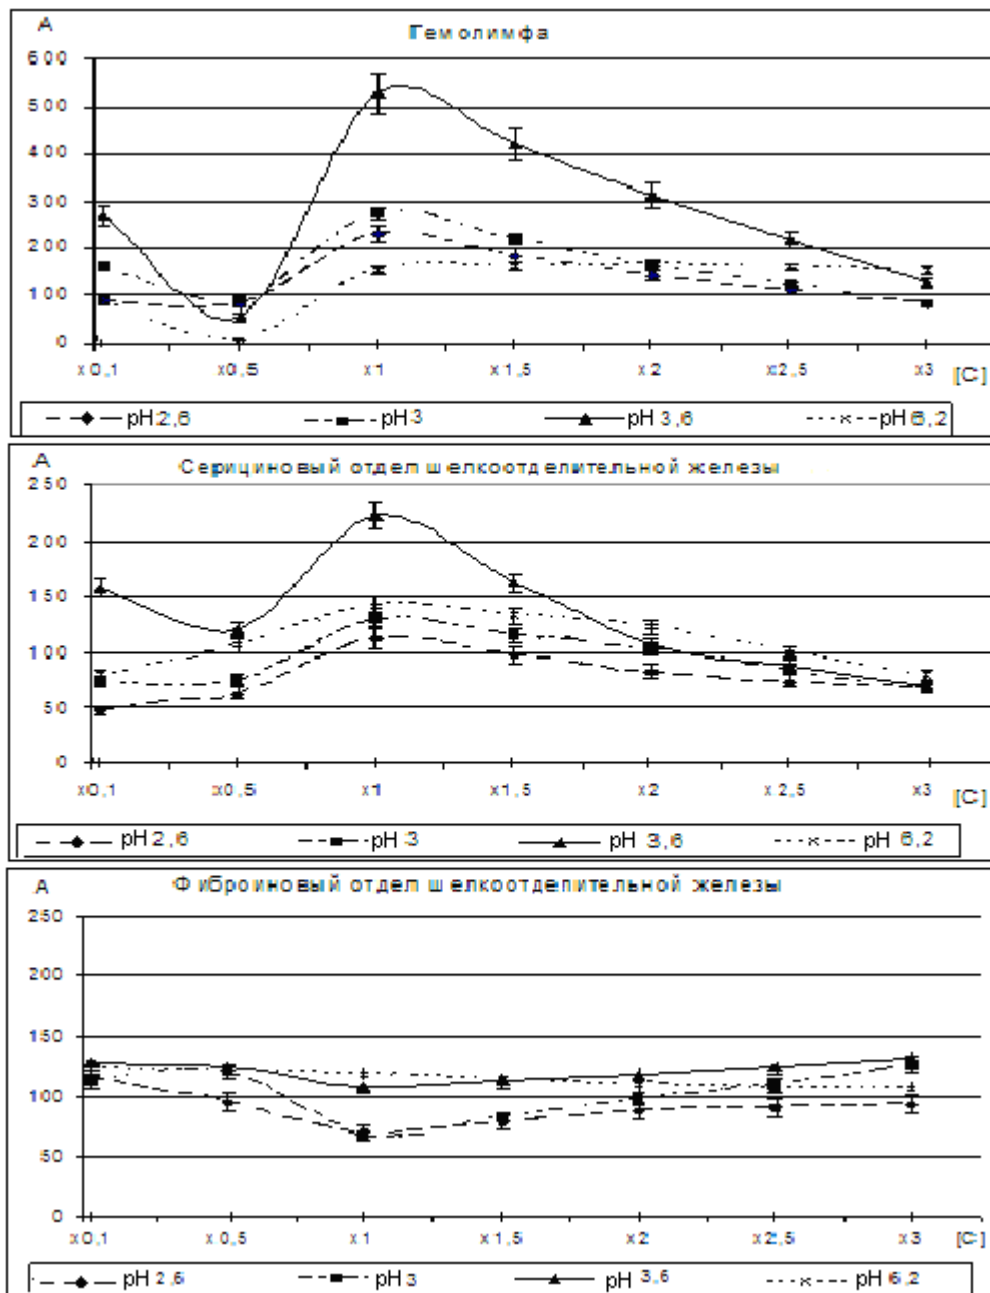 А
Гемолимфа
600
500
400
300
200
100
0
x0,1 x0,5 x1 x1,5 x2 x2,5 x3 [C]
pH 2,6 pH 3 pH 3,6 pH 6,2
А
Серициновый отдел шелкоотделительной железы
250
200
150
100
50
0
x0,1 x0,5 x1 x1,5 x2 x2,5 x3 [C]
pH 2,6 pH 3 pH 3,6 pH 6,2
А
Фиброиновый отдел шелкоотделительной железы
250
200
150
100
50
0
x0,1 x0,5 x1 x1,5 x2 x2,5 x3 [C]
pH 2,6 pH 3 pH 3,6 pH 6,2